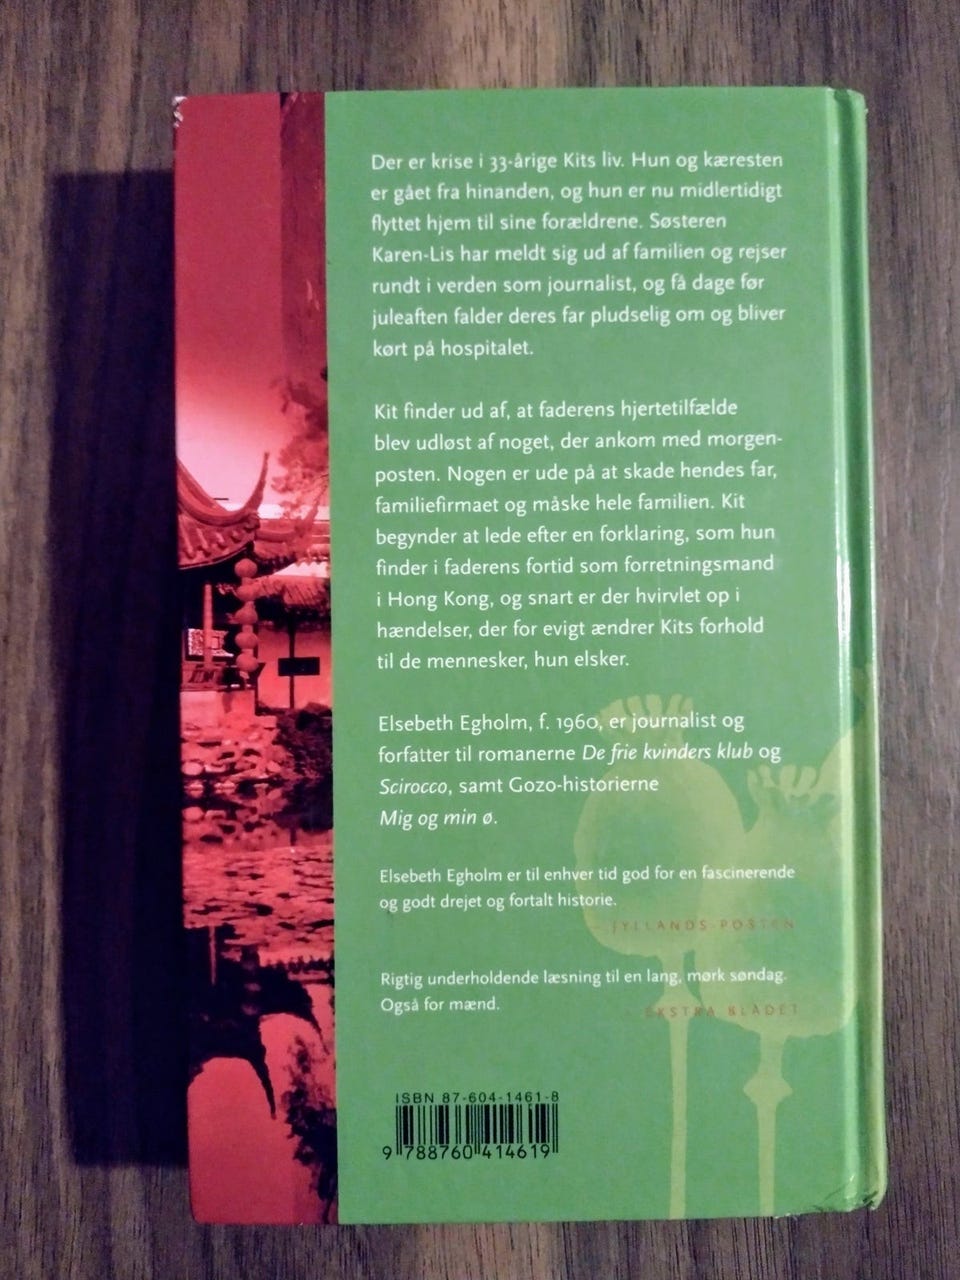 Der er krise i 33-årige Kits liv. Hun og kæresten
er gået fra hinanden, og hun er nu midlertidigt
flyttet hjem til sine forældrene. Søsteren
Karen-Lis har meldt sig ud af familien og rejser
rundt i verden som journalist, og få dage før
juleaften falder deres far pludselig om og bliver
kørt på hospitalet.
Kit finder ud af, at faderens hjertetilfælde
blev udløst af noget, der ankom med morgen-
posten. Nogen er ude på at skade hendes far,
familiefirmaet og måske hele familien. Kit
begynder at lede efter en forklaring, som hun
finder i faderens fortid som forretningsmand
i Hong Kong, og snart er der hvirvlet op i
hændelser, der for evigt ændrer Kits forhold
til de mennesker, hun elsker.
Elsebeth Egholm, f. 1960, er journalist og
forfatter til romanerne De frie kvinders klub og
Scirocco, samt Gozo-historierne
Mig og min ø.
Elsebeth Egholm er til enhver tid god for en fascinerende
og godt drejet og fortalt historie.
- JYLLANDS-POSTEN
Rigtig underholdende læsning til en lang, mørk søndag.
Også for mænd.
- EKSTRA BLADET
ISBN 87-604-1461-8
9 788760 414619